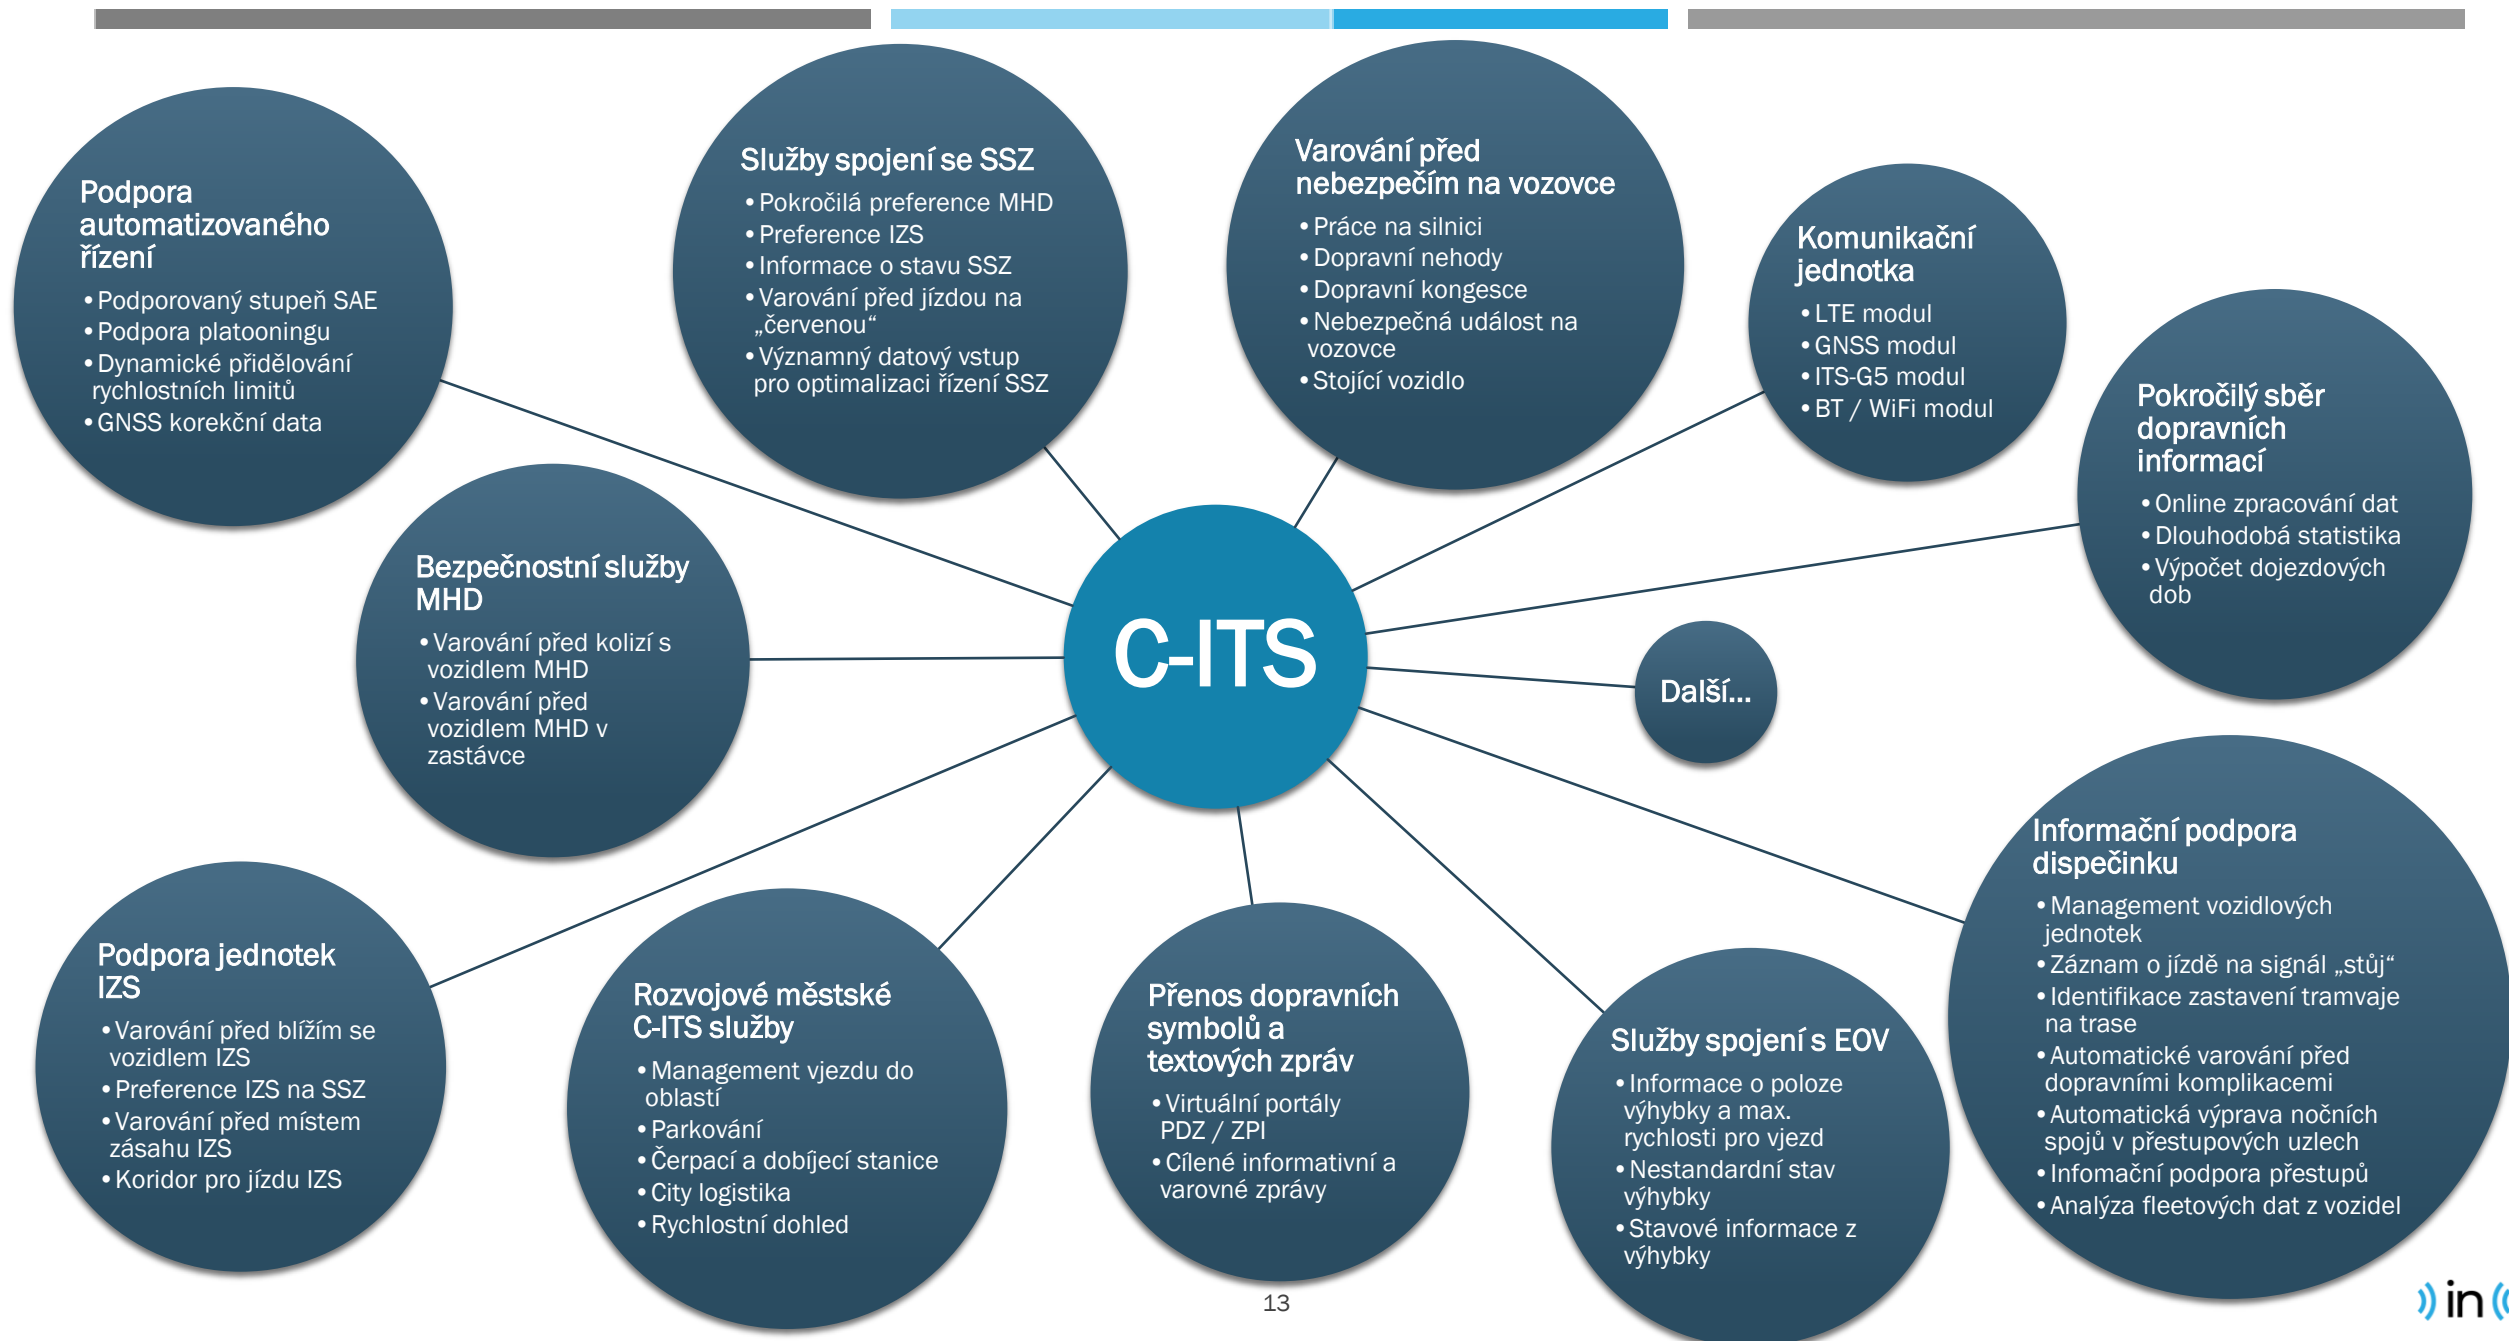 Podpora
automatizovaného
řízení
•Podporovaný stupeň SAE
•Podpora platooningu
•Dynamické přidělování
rychlostních limitů
•GNSS korekční data
Služby spojení se SSZ
•Pokročilá preference MHD
•Preference IZS
•Informace o stavu SSZ
•Varování před jízdou na
„červenou“
•Významný datový vstup
pro optimalizaci řízení SSZ
Varování před
nebezpečím na vozovce
•Práce na silnici
•Dopravní nehody
•Dopravní kongesce
•Nebezpečná událost na
vozovce
•Stojící vozidlo
Komunikační
jednotka
•LTE modul
•GNSS modul
•ITS-G5 modul
•BT / WiFi modul
Pokročilý sběr
dopravních
informací
•Online zpracování dat
•Dlouhodobá statistika
•Výpočet dojezdových
dob
Bezpečnostní služby
MHD
•Varování před kolizí s
vozidlem MHD
•Varování před
vozidlem MHD v
zastávce
C-ITS
Další...
Podpora jednotek
IZS
•Varování před blížím se
vozidlem IZS
•Preference IZS na SSZ
•Varování před místem
zásahu IZS
•Koridor pro jízdu IZS
Rozvojové městské
C-ITS služby
•Management vjezdu do
oblastí
•Parkování
•Čerpací a dobíjecí stanice
•City logistika
•Rychlostní dohled
Přenos dopravních
symbolů a
textových zpráv
•Virtuální portály
PDZ / ZPI
•Cílené informativní a
varovné zprávy
Služby spojení s EOV
•Informace o poloze
výhybky a max.
rychlosti pro vjezd
•Nestandardní stav
výhybky
•Stavové informace z
výhybky
Informační podpora
dispečinku
•Management vozidlových
jednotek
•Záznam o jízdě na signál „stůj“
•Identifikace zastavení tramvaje
na trase
•Automatické varování před
dopravními komplikacemi
•Automatická výprava nočních
spojů v přestupových uzlech
•Infomační podpora přestupů
•Analýza fleetových dat z vozidel
13
in